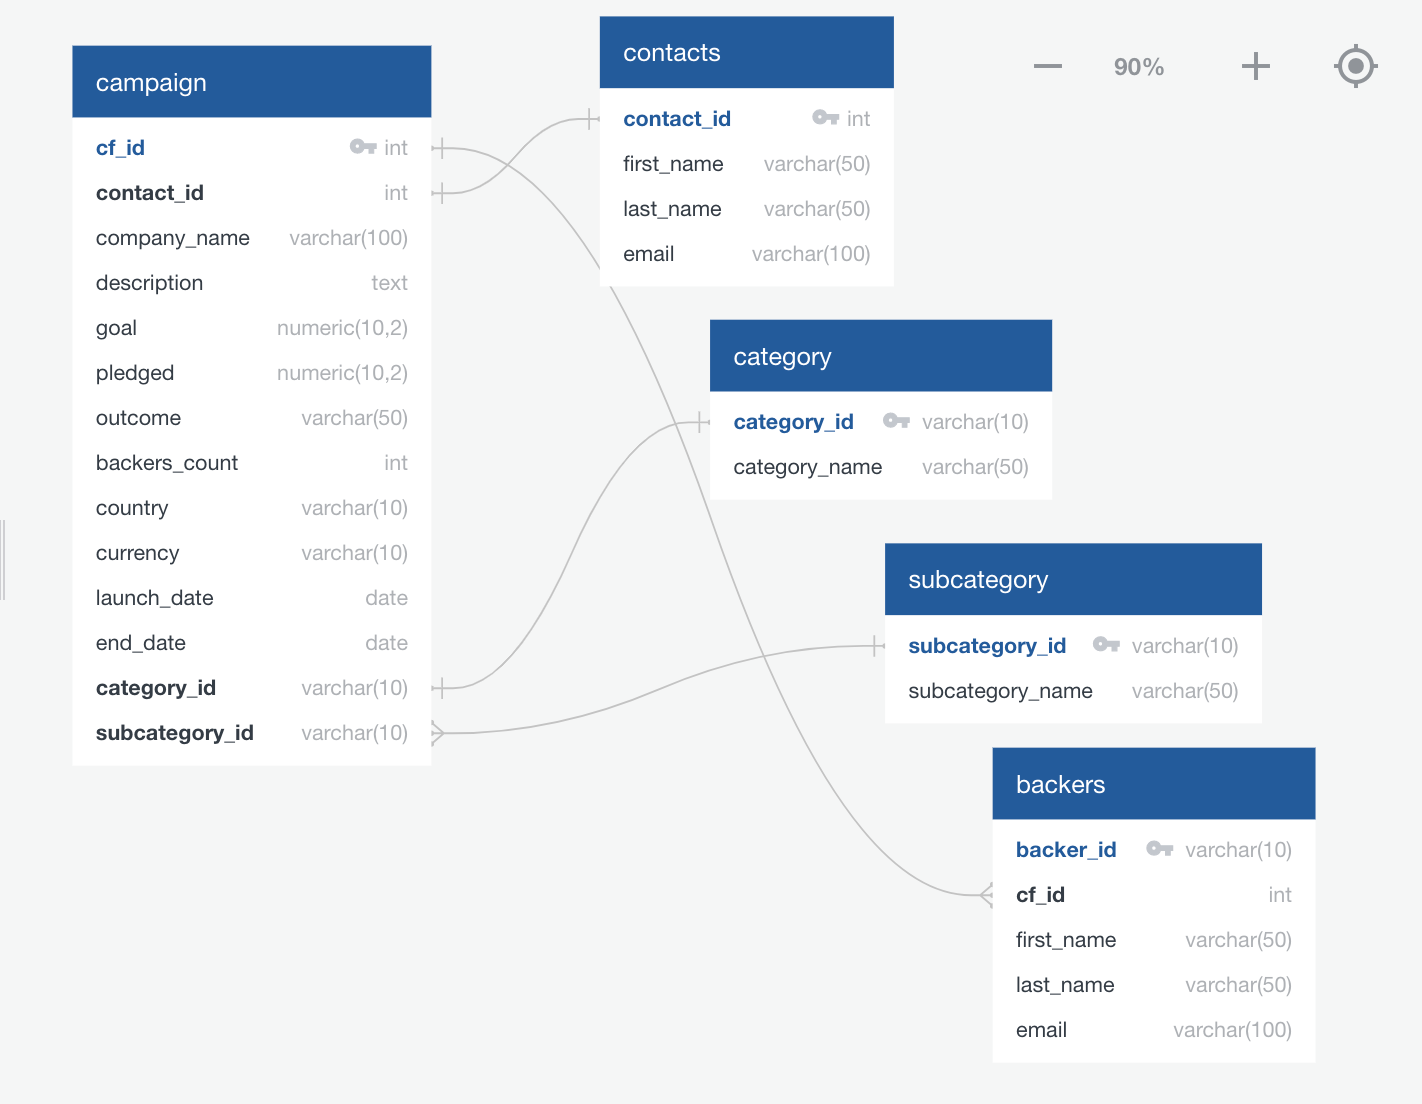 campaign
cf_id int
contact_id int
company_name varchar(100)
description text
goal numeric(10,2)
pledged numeric(10,2)
outcome varchar(50)
backers_count int
country varchar(10)
currency varchar(10)
launch_date date
end_date date
category_id varchar(10)
subcategory_id varchar(10)
contacts
contact_id int
first_name varchar(50)
last_name varchar(50)
email varchar(100)
90%
category
category_id varchar(10)
category_name varchar(50)
subcategory
subcategory_id varchar(10)
subcategory_name varchar(50)
backers
backer_id varchar(10)
cf_id int
first_name varchar(50)
last_name varchar(50)
email varchar(100)